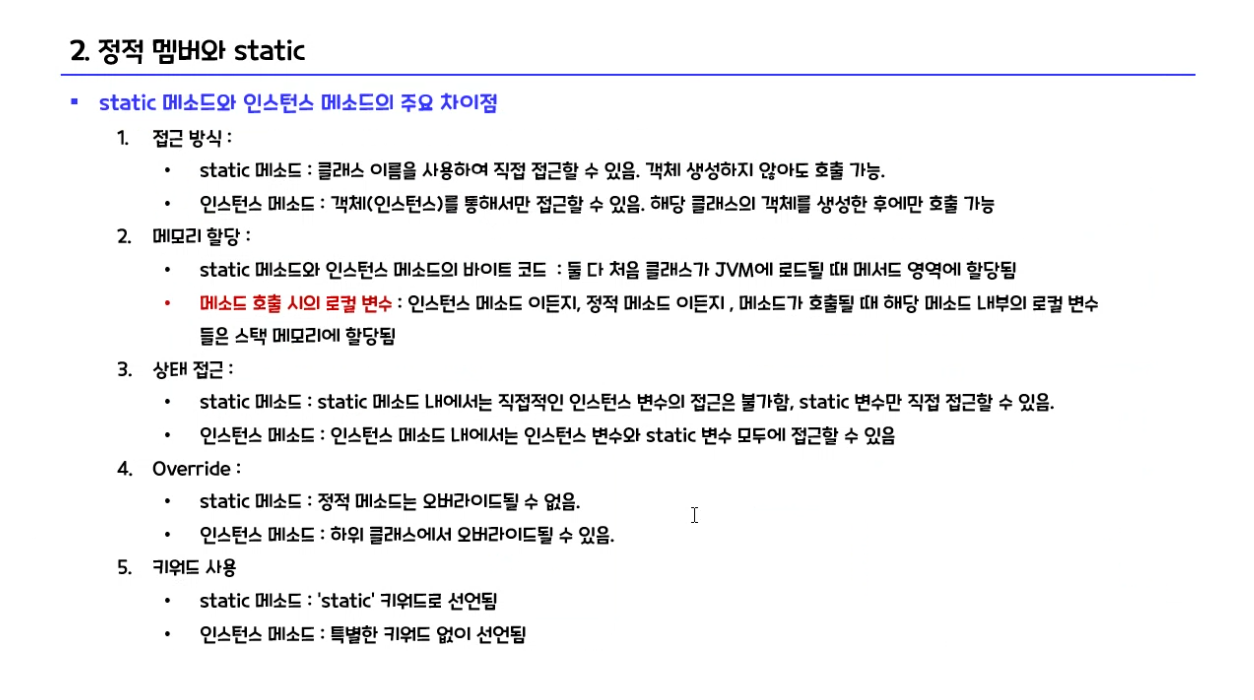 2. 정적 멤버와 static
▪ static 메소드와 인스턴스 메소드의 주요 차이점
1. 접근 방식 :
• static 메소드 : 클래스 이름을 사용하여 직접 접근할 수 있음. 객체 생성하지 않아도 호출 가능.
• 인스턴스 메소드 : 객체(인스턴스)를 통해서만 접근할 수 있음. 해당 클래스의 객체를 생성한 후에만 호출 가능
2. 메모리 할당 :
• static 메소드와 인스턴스 메소드의 바이트 코드 : 둘 다 처음 클래스가 JVM에 로드될 때 메서드 영역에 할당됨
• 메소드 호출 시의 로컬 변수 : 인스턴스 메소드 이든지, 정적 메소드 이든지 , 메소드가 호출될 때 해당 메소드 내부의 로컬 변수
들은 스택 메모리에 할당됨
3. 상태 접근 :
• static 메소드 : static 메소드 내에서는 직접적인 인스턴스 변수의 접근은 불가함, static 변수만 직접 접근할 수 있음.
• 인스턴스 메소드 : 인스턴스 메소드 내에서는 인스턴스 변수와 static 변수 모두에 접근할 수 있음
4. Override :
• static 메소드 : 정적 메소드는 오버라이드될 수 없음.
• 인스턴스 메소드 : 하위 클래스에서 오버라이드될 수 있음.
5. 키워드 사용
• static 메소드 : 'static' 키워드로 선언됨
• 인스턴스 메소드 : 특별한 키워드 없이 선언됨